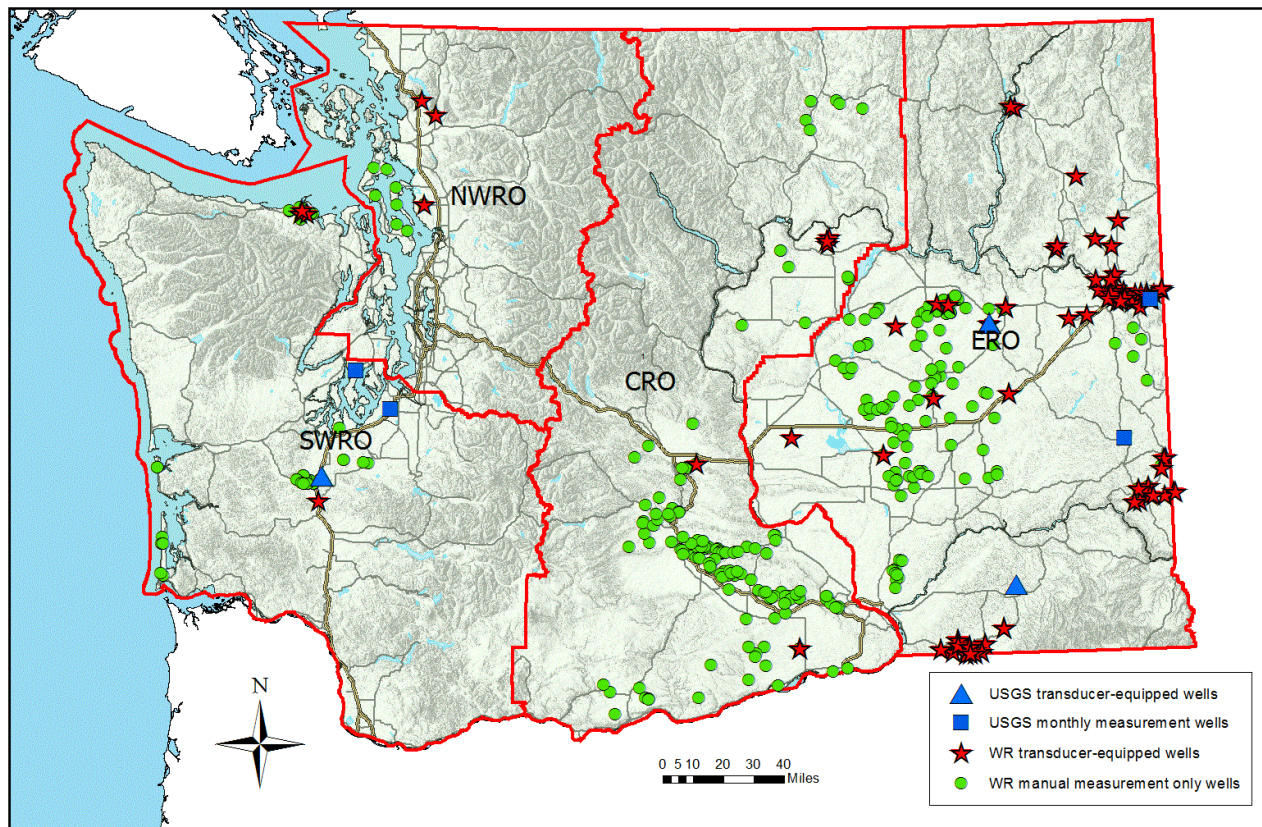 NWRO
ERO
CRO
SWRO
N
0 5 10 20 30 40
Miles
USGS transducer-equipped wells
USGS monthly measurement wells
WR transducer-equipped wells
WR manual measurement only wells